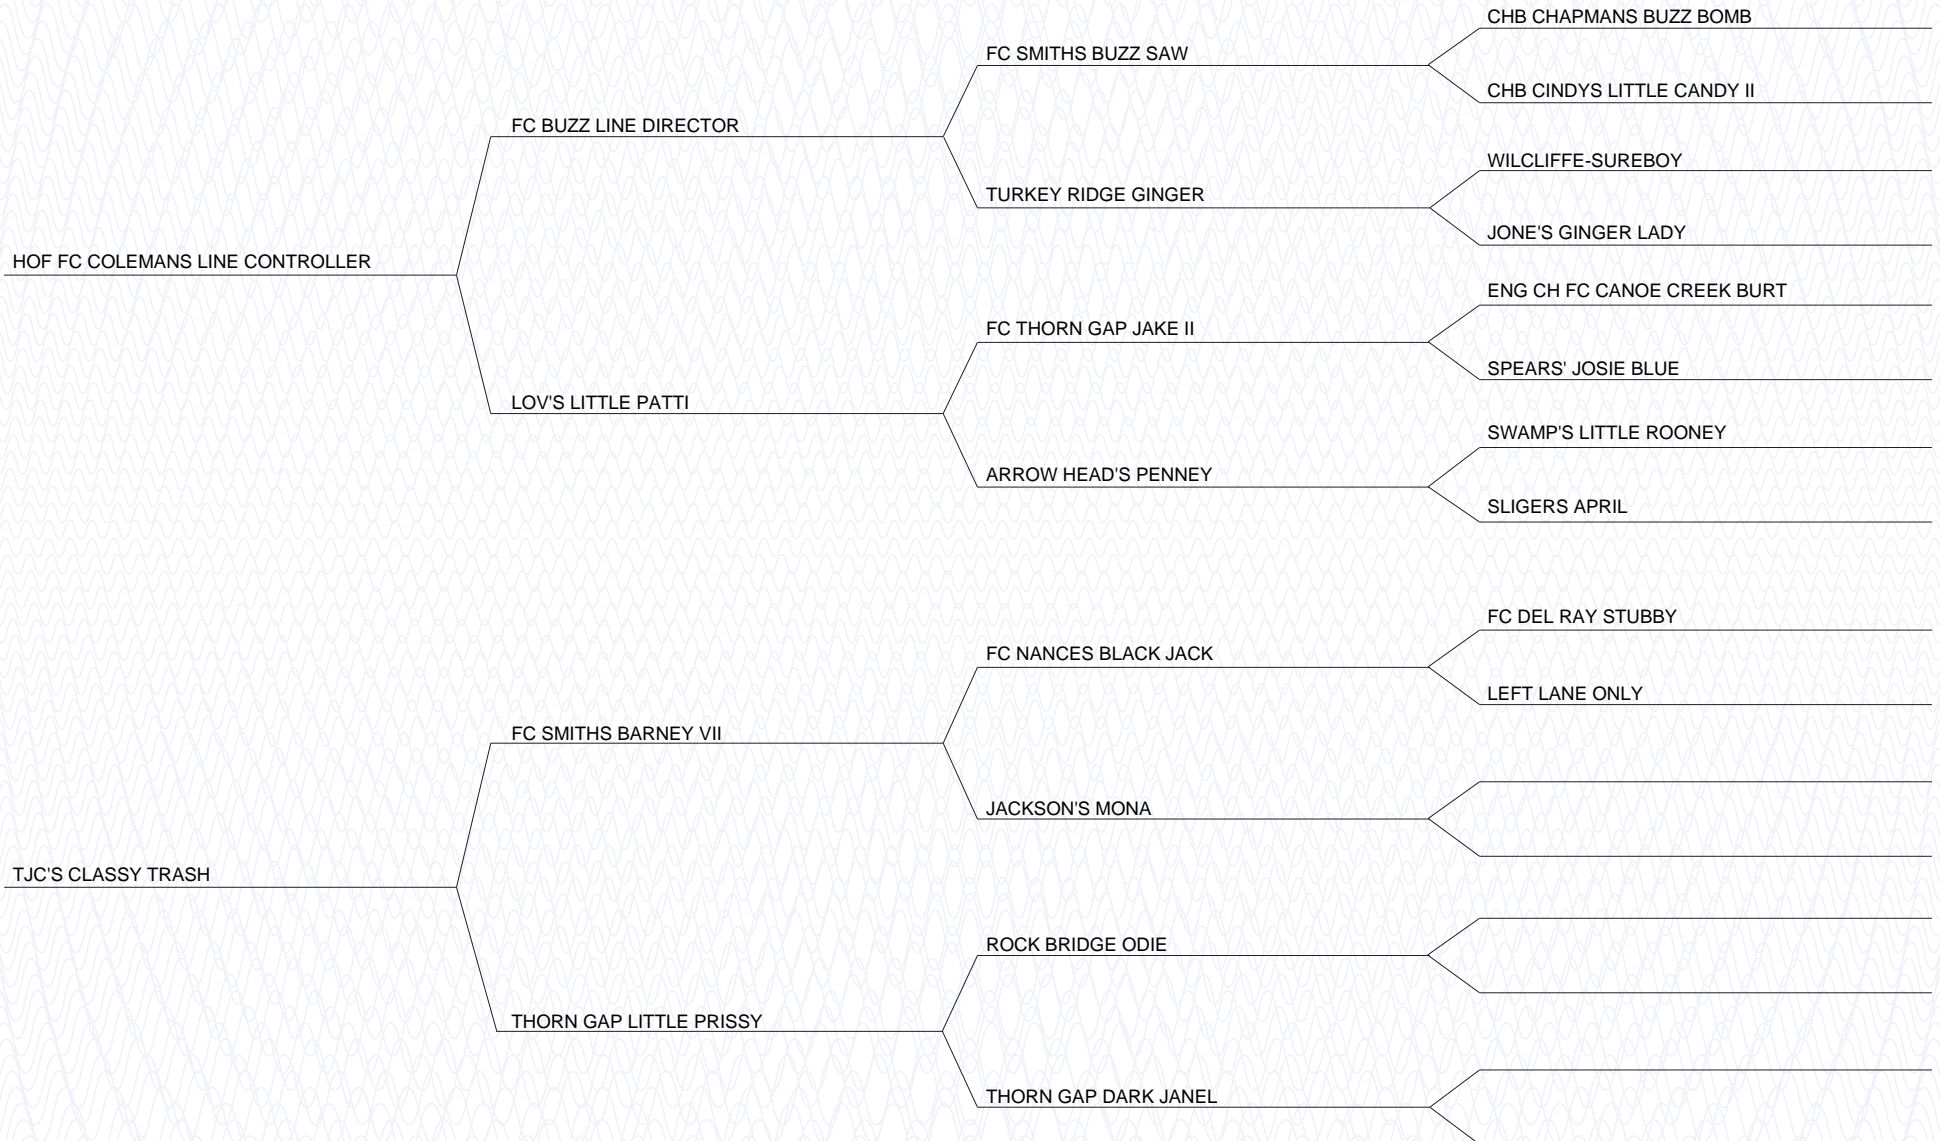 CHB CHAPMANS BUZZ BOMB
FC SMITHS BUZZ SAW
CHB CINDYS LITTLE CANDY II
FC BUZZ LINE DIRECTOR
WILCLIFFE-SUREBOY
TURKEY RIDGE GINGER
JONE'S GINGER LADY
HOF FC COLEMANS LINE CONTROLLER
ENG CH FC CANOE CREEK BURT
FC THORN GAP JAKE II
SPEARS' JOSIE BLUE
LOV'S LITTLE PATTI
SWAMP'S LITTLE ROONEY
ARROW HEAD'S PENNEY
SLIGERS APRIL
FC DEL RAY STUBBY
FC NANCES BLACK JACK
LEFT LANE ONLY
FC SMITHS BARNEY VII
JACKSON'S MONA
TJC'S CLASSY TRASH
ROCK BRIDGE ODIE
THORN GAP LITTLE PRISSY
THORN GAP DARK JANEL